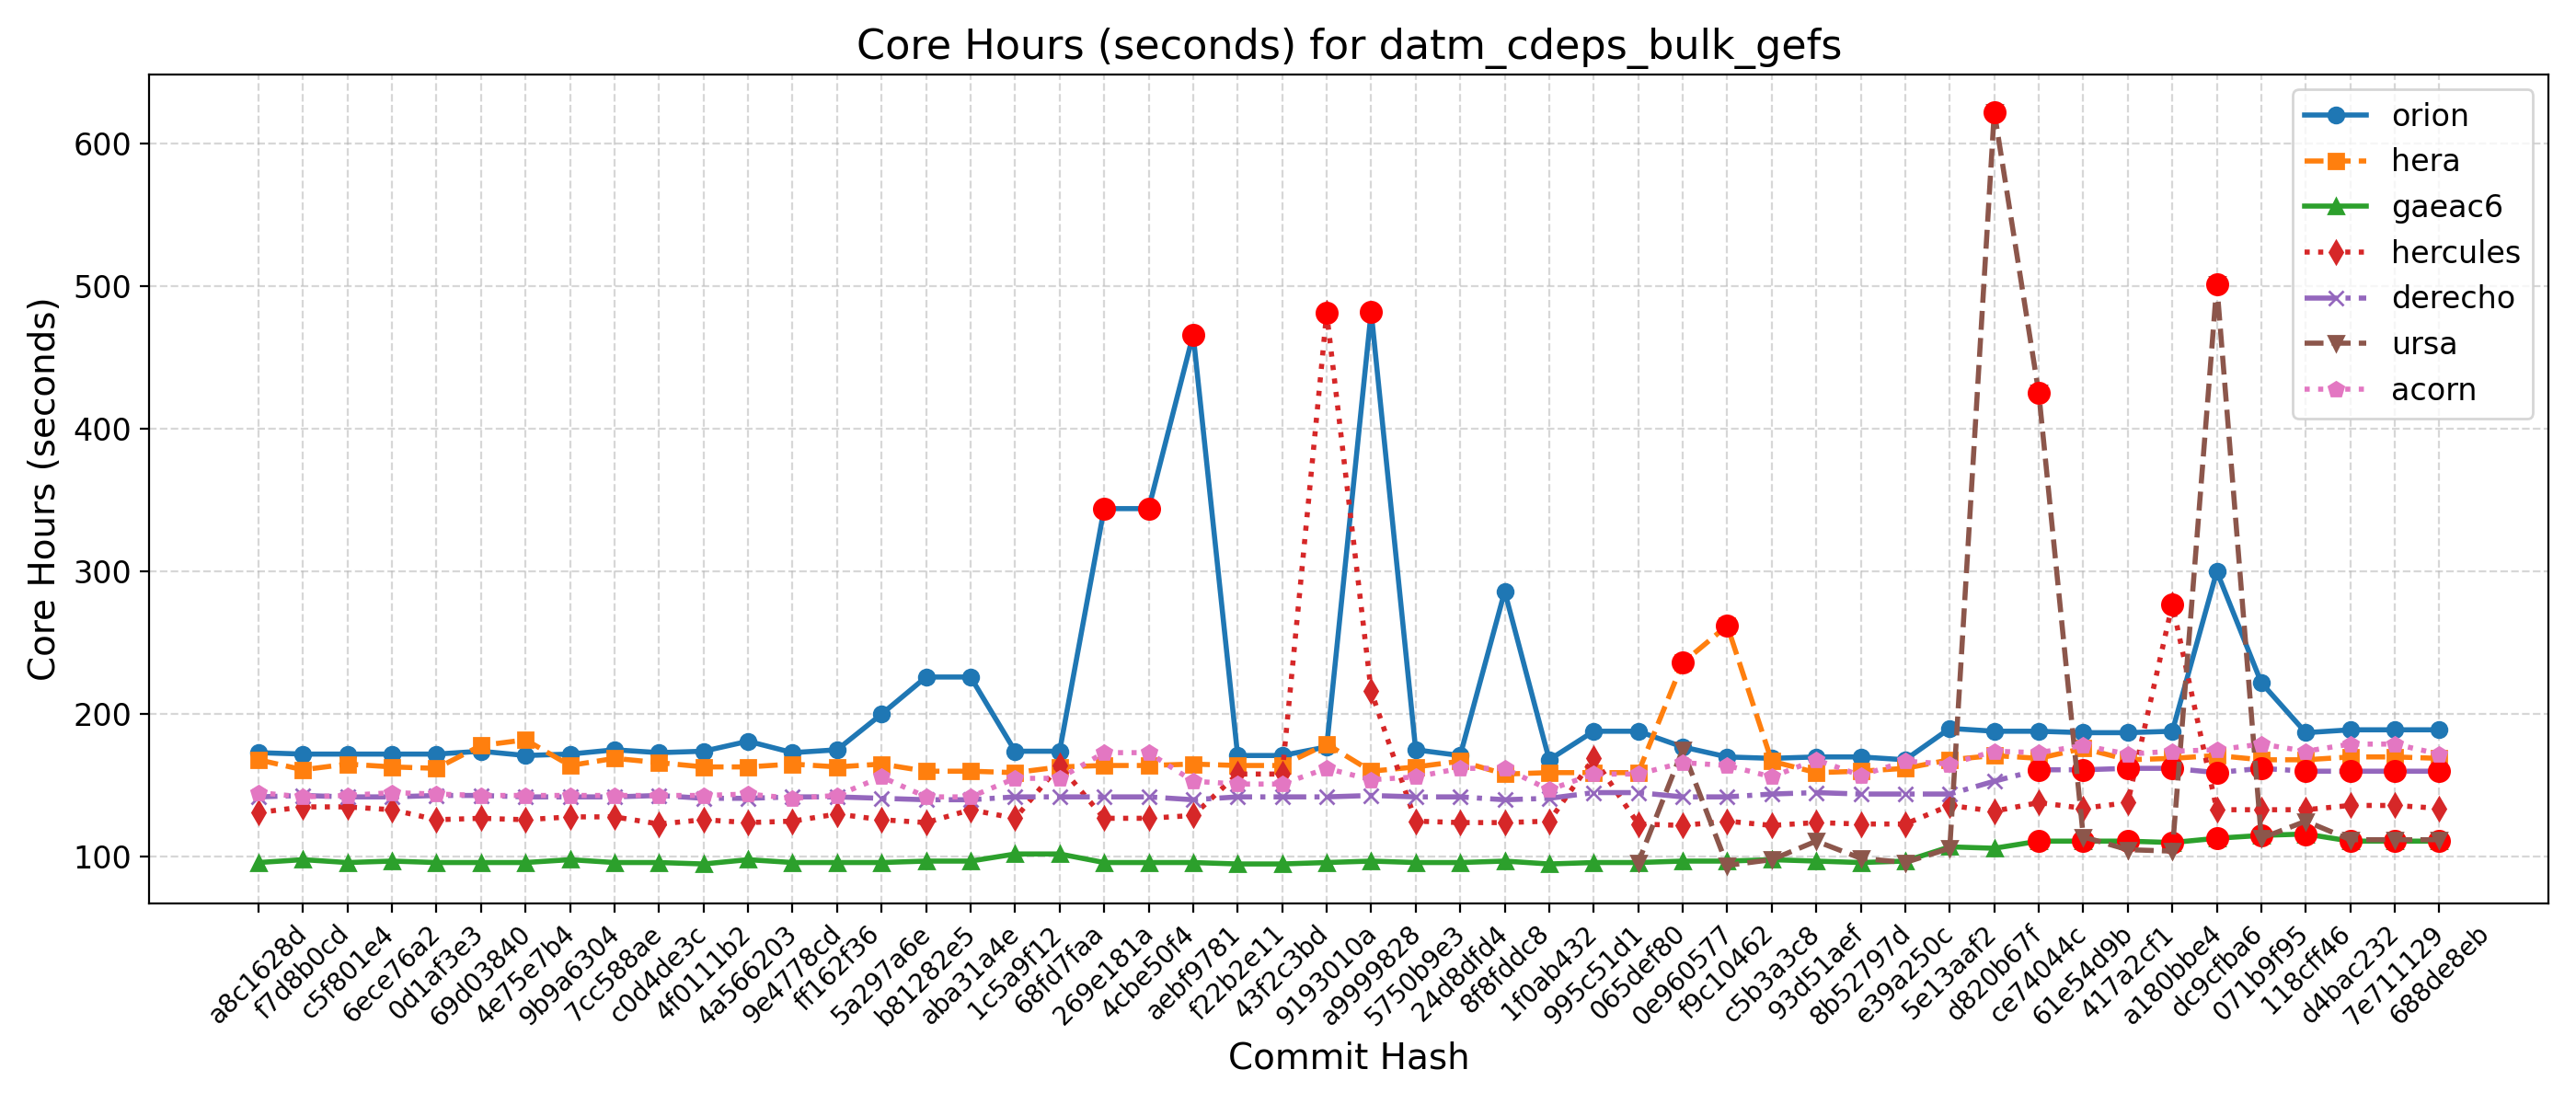 Core Hours (seconds) for datm_cdeps_bulk_gefs
Core Hours (seconds)
600
500
400
300
200
100
orion
hera
gaeac6
hercules
derecho
ursa
acorn
a8c1628d
f7d8b0cd
c5f801e4
6ece76a2
0d1af3e3
69d03840
4e75e7b4
9b9a6304
7cc588ae
c0d4de3c
4f0111b2
4a566203
9e4778cd
ff162f36
5a297a6e
b81282e5
aba31a4e
1c5a9f12
68fd7faa
269e181a
4cbe50f4
aebf9781
f22b2e11
43f2c3bd
9193010a
a9999828
5750b9e3
24d8dfd4
8f8fddc8
1f0ab432
995c51d1
065def80
0e960577
f9c10462
c5b3a3c8
93d51aef
8b52797d
e39a250c
5e13aaf2
d820b67f
ce74044c
61e54d9b
417a2cf1
a180bbe4
dc9cfba6
071b9f95
118cff46
d4bac232
7e711129
688de8eb
Commit Hash